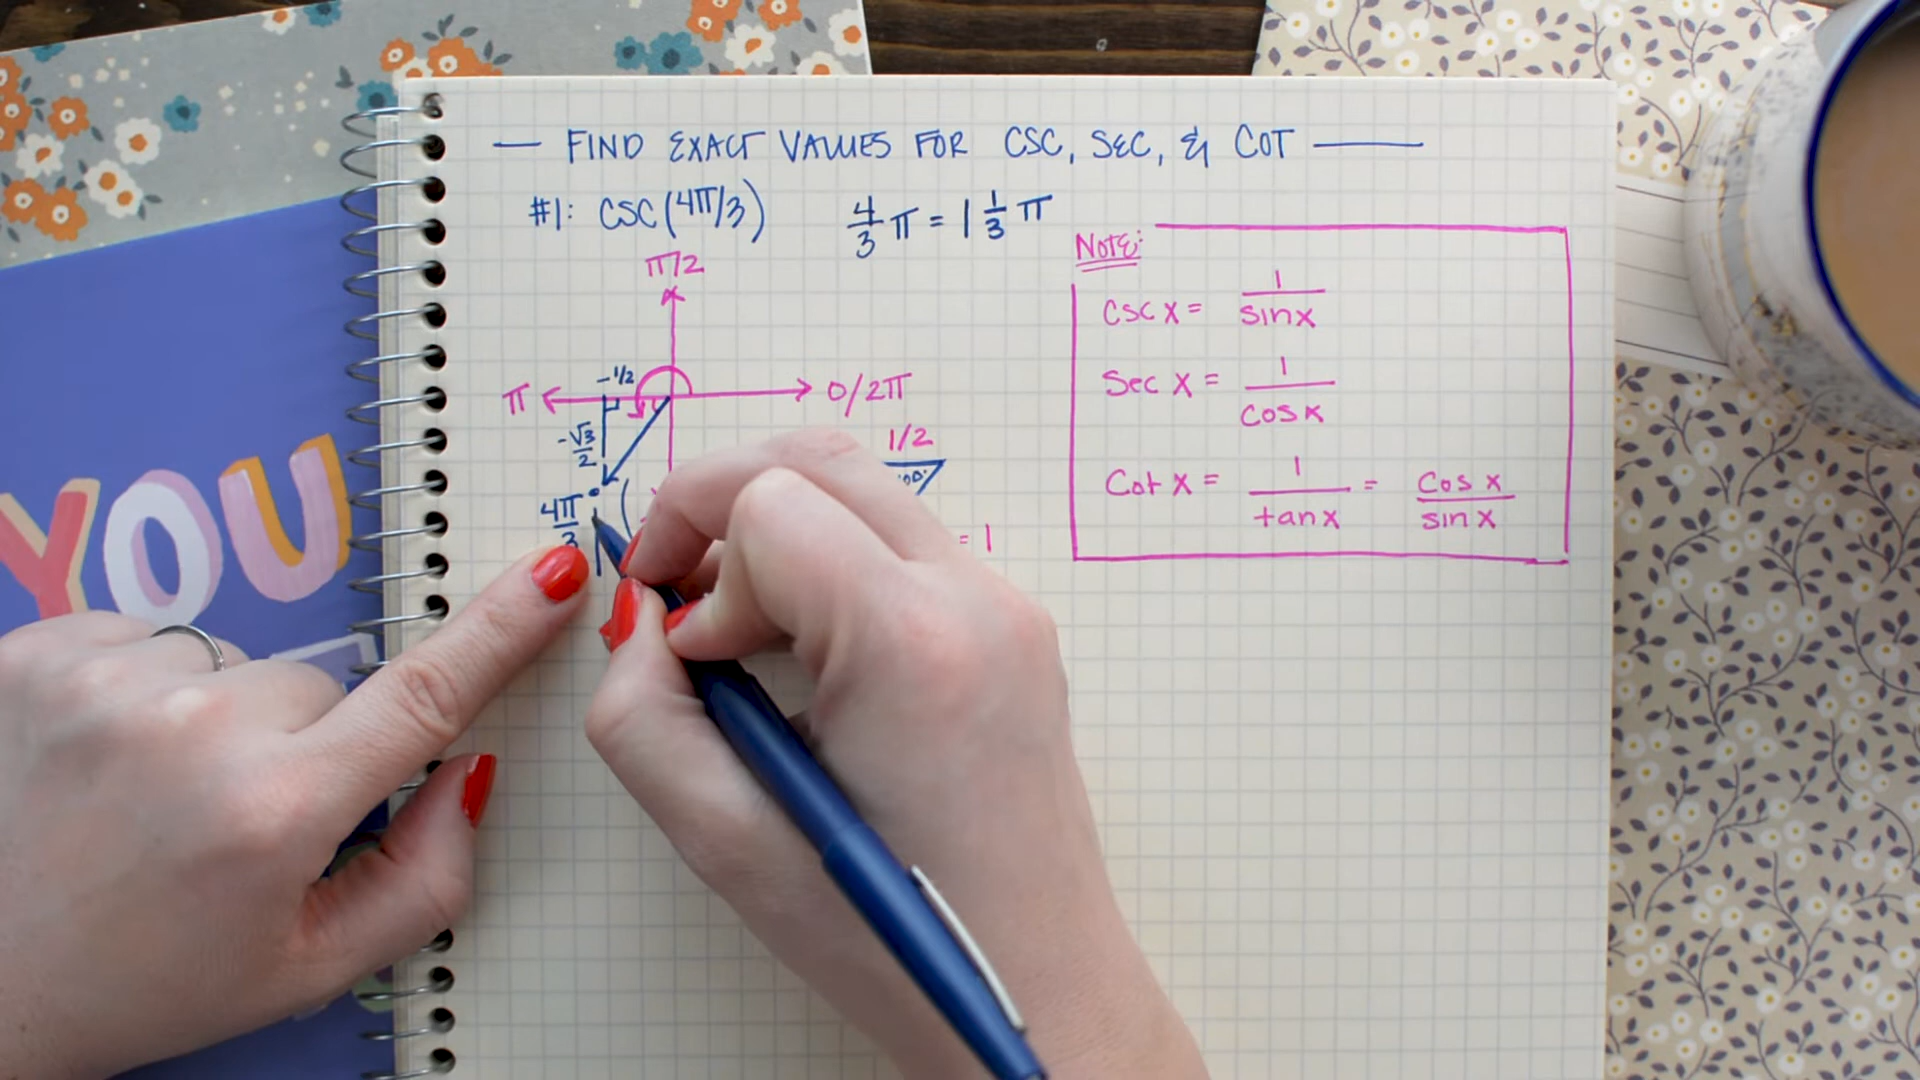 — FIND EXACT VALUES FOR CSC, SEC, & COT —
#1: CSC(4π/3)
4/3 π = 1 1/3 π
π/2
π
0/2π
-1/2
-√3/2
4π/3
(
1/2
= 1
NOTE:
CSC X = 1/sinx
Sec X = 1/cosx
Cot X = 1/tanx = Cos x/sin x
YOU